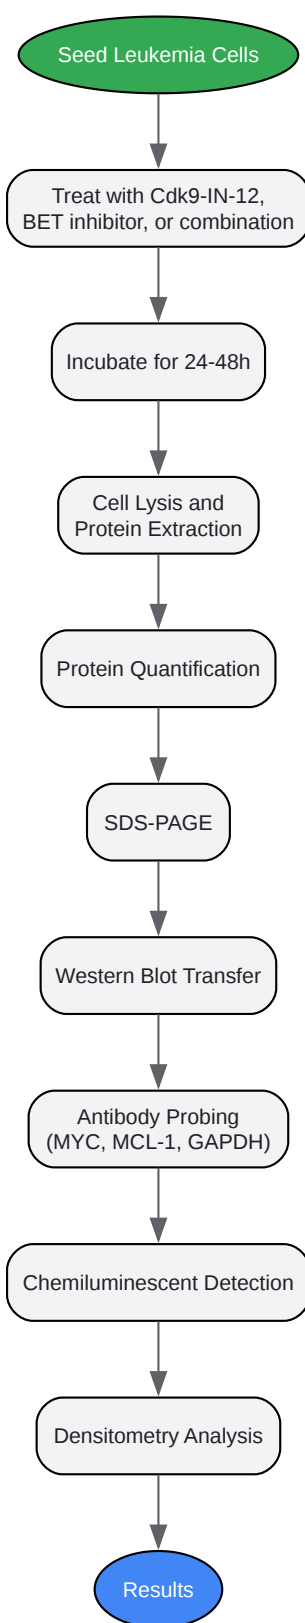 Seed Leukemia Cells
Treat with Cdk9-IN-12,
BET inhibitor, or combination
Incubate for 24-48h
Cell Lysis and
Protein Extraction
Protein Quantification
SDS-PAGE
Western Blot Transfer
Antibody Probing
(MYC, MCL-1, GAPDH)
Chemiluminescent Detection
Densitometry Analysis
Results